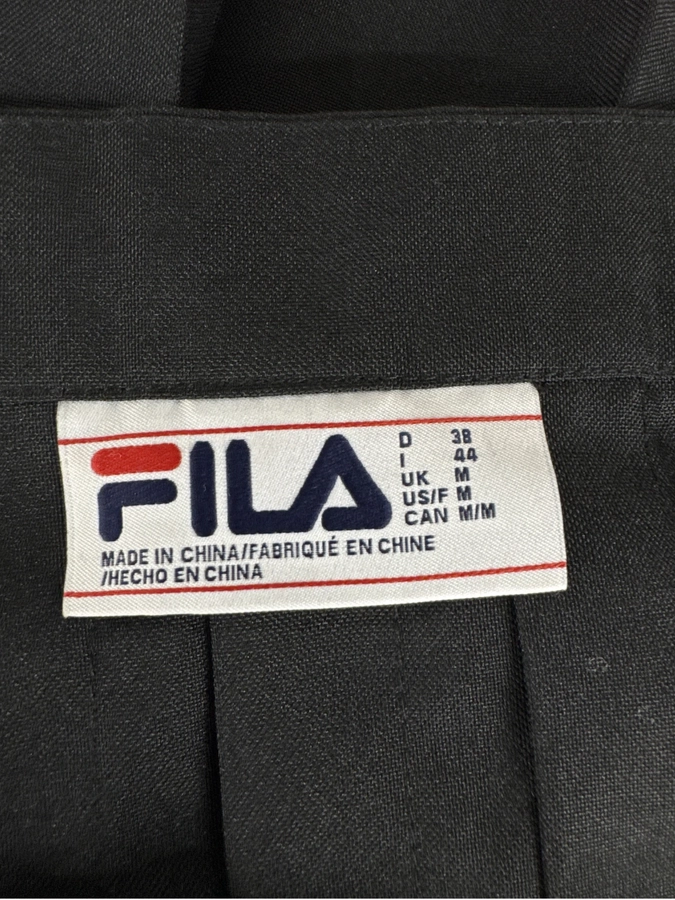 FILA
D 38
I 44
UK M
US/F M
CAN M/M
MADE IN CHINA/FABRIQUÉ EN CHINE
/HECHO EN CHINA